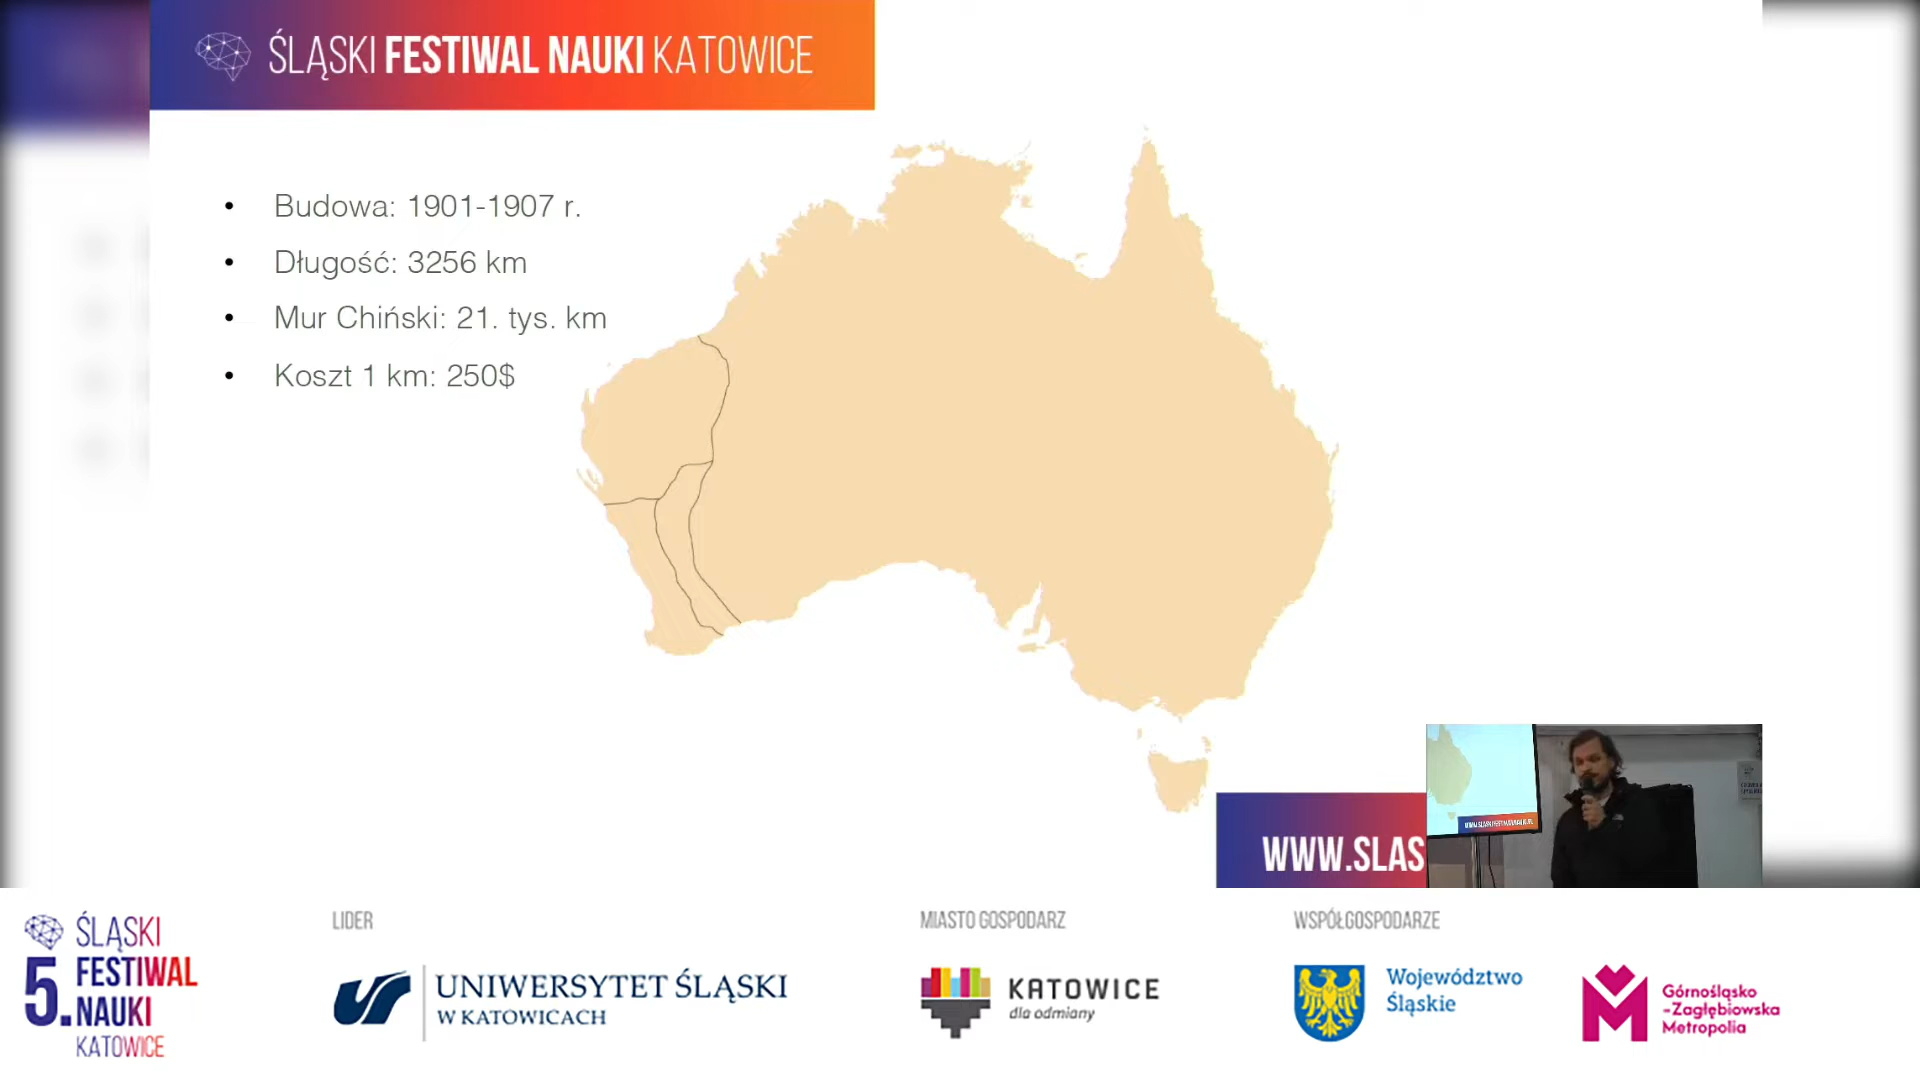 ŚLĄSKI FESTIWAL NAUKI KATOWICE
• Budowa: 1901-1907 r.
• Długość: 3256 km
• Mur Chiński: 21. tys. km
• Koszt 1 km: 250$
WWW.SLAS
5. ŚLĄSKI
FESTIWAL
NAUKI
KATOWICE
LIDER
UNIWERSYTET ŚLĄSKI
W KATOWICACH
MIASTO GOSPODARZ
KATOWICE
dla odmiany
WSPÓŁGOSPODARZE
Województwo
Śląskie
Górnośląsko
-Zagłębiowska
Metropolia